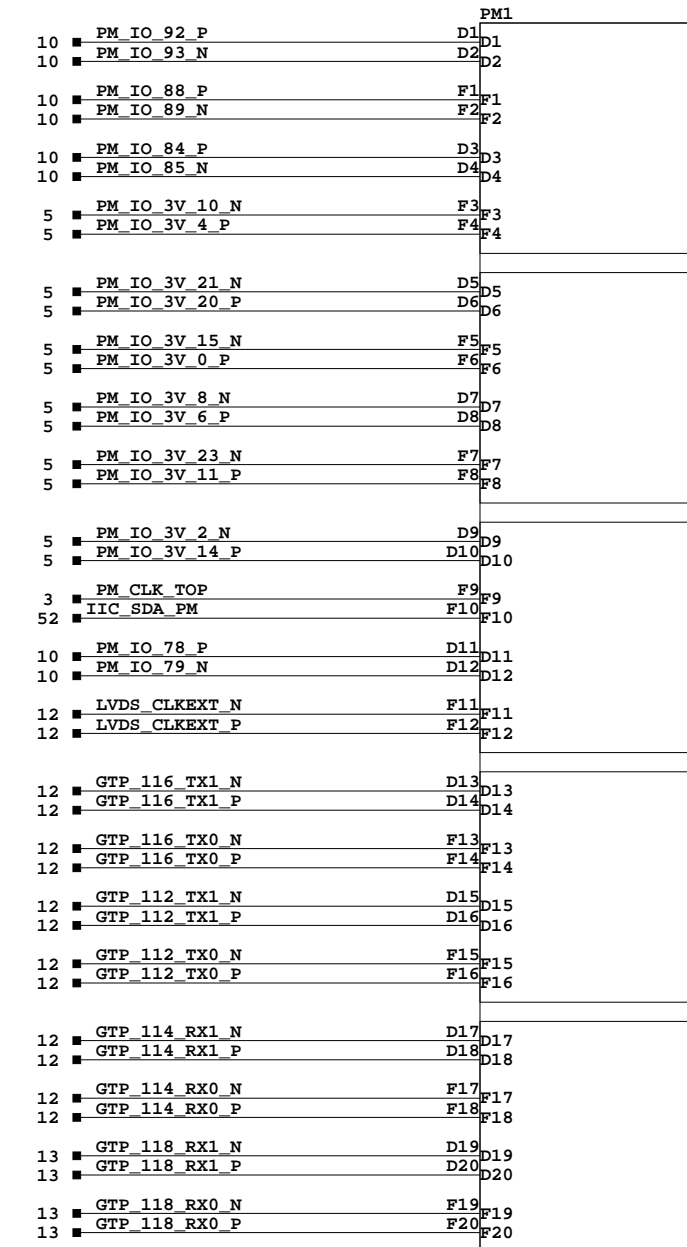 PM1
10 PM_IO_92_P D1 D1
10 PM_IO_93_N D2 D2
10 PM_IO_88_P F1 F1
10 PM_IO_89_N F2 F2
10 PM_IO_84_P D3 D3
10 PM_IO_85_N D4 D4
5 PM_IO_3V_10_N F3 F3
5 PM_IO_3V_4_P F4 F4
5 PM_IO_3V_21_N D5 D5
5 PM_IO_3V_20_P D6 D6
5 PM_IO_3V_15_N F5 F5
5 PM_IO_3V_0_P F6 F6
5 PM_IO_3V_8_N D7 D7
5 PM_IO_3V_6_P D8 D8
5 PM_IO_3V_23_N F7 F7
5 PM_IO_3V_11_P F8 F8
5 PM_IO_3V_2_N D9 D9
5 PM_IO_3V_14_P D10 D10
3 PM_CLK_TOP F9 F9
52 IIC_SDA_PM F10 F10
10 PM_IO_78_P D11 D11
10 PM_IO_79_N D12 D12
12 LVDS_CLKEXT_N F11 F11
12 LVDS_CLKEXT_P F12 F12
12 GTP_116_TX1_N D13 D13
12 GTP_116_TX1_P D14 D14
12 GTP_116_TX0_N F13 F13
12 GTP_116_TX0_P F14 F14
12 GTP_112_TX1_N D15 D15
12 GTP_112_TX1_P D16 D16
12 GTP_112_TX0_N F15 F15
12 GTP_112_TX0_P F16 F16
12 GTP_114_RX1_N D17 D17
12 GTP_114_RX1_P D18 D18
12 GTP_114_RX0_N F17 F17
12 GTP_114_RX0_P F18 F18
13 GTP_118_RX1_N D19 D19
13 GTP_118_RX1_P D20 D20
13 GTP_118_RX0_N F19 F19
13 GTP_118_RX0_P F20 F20